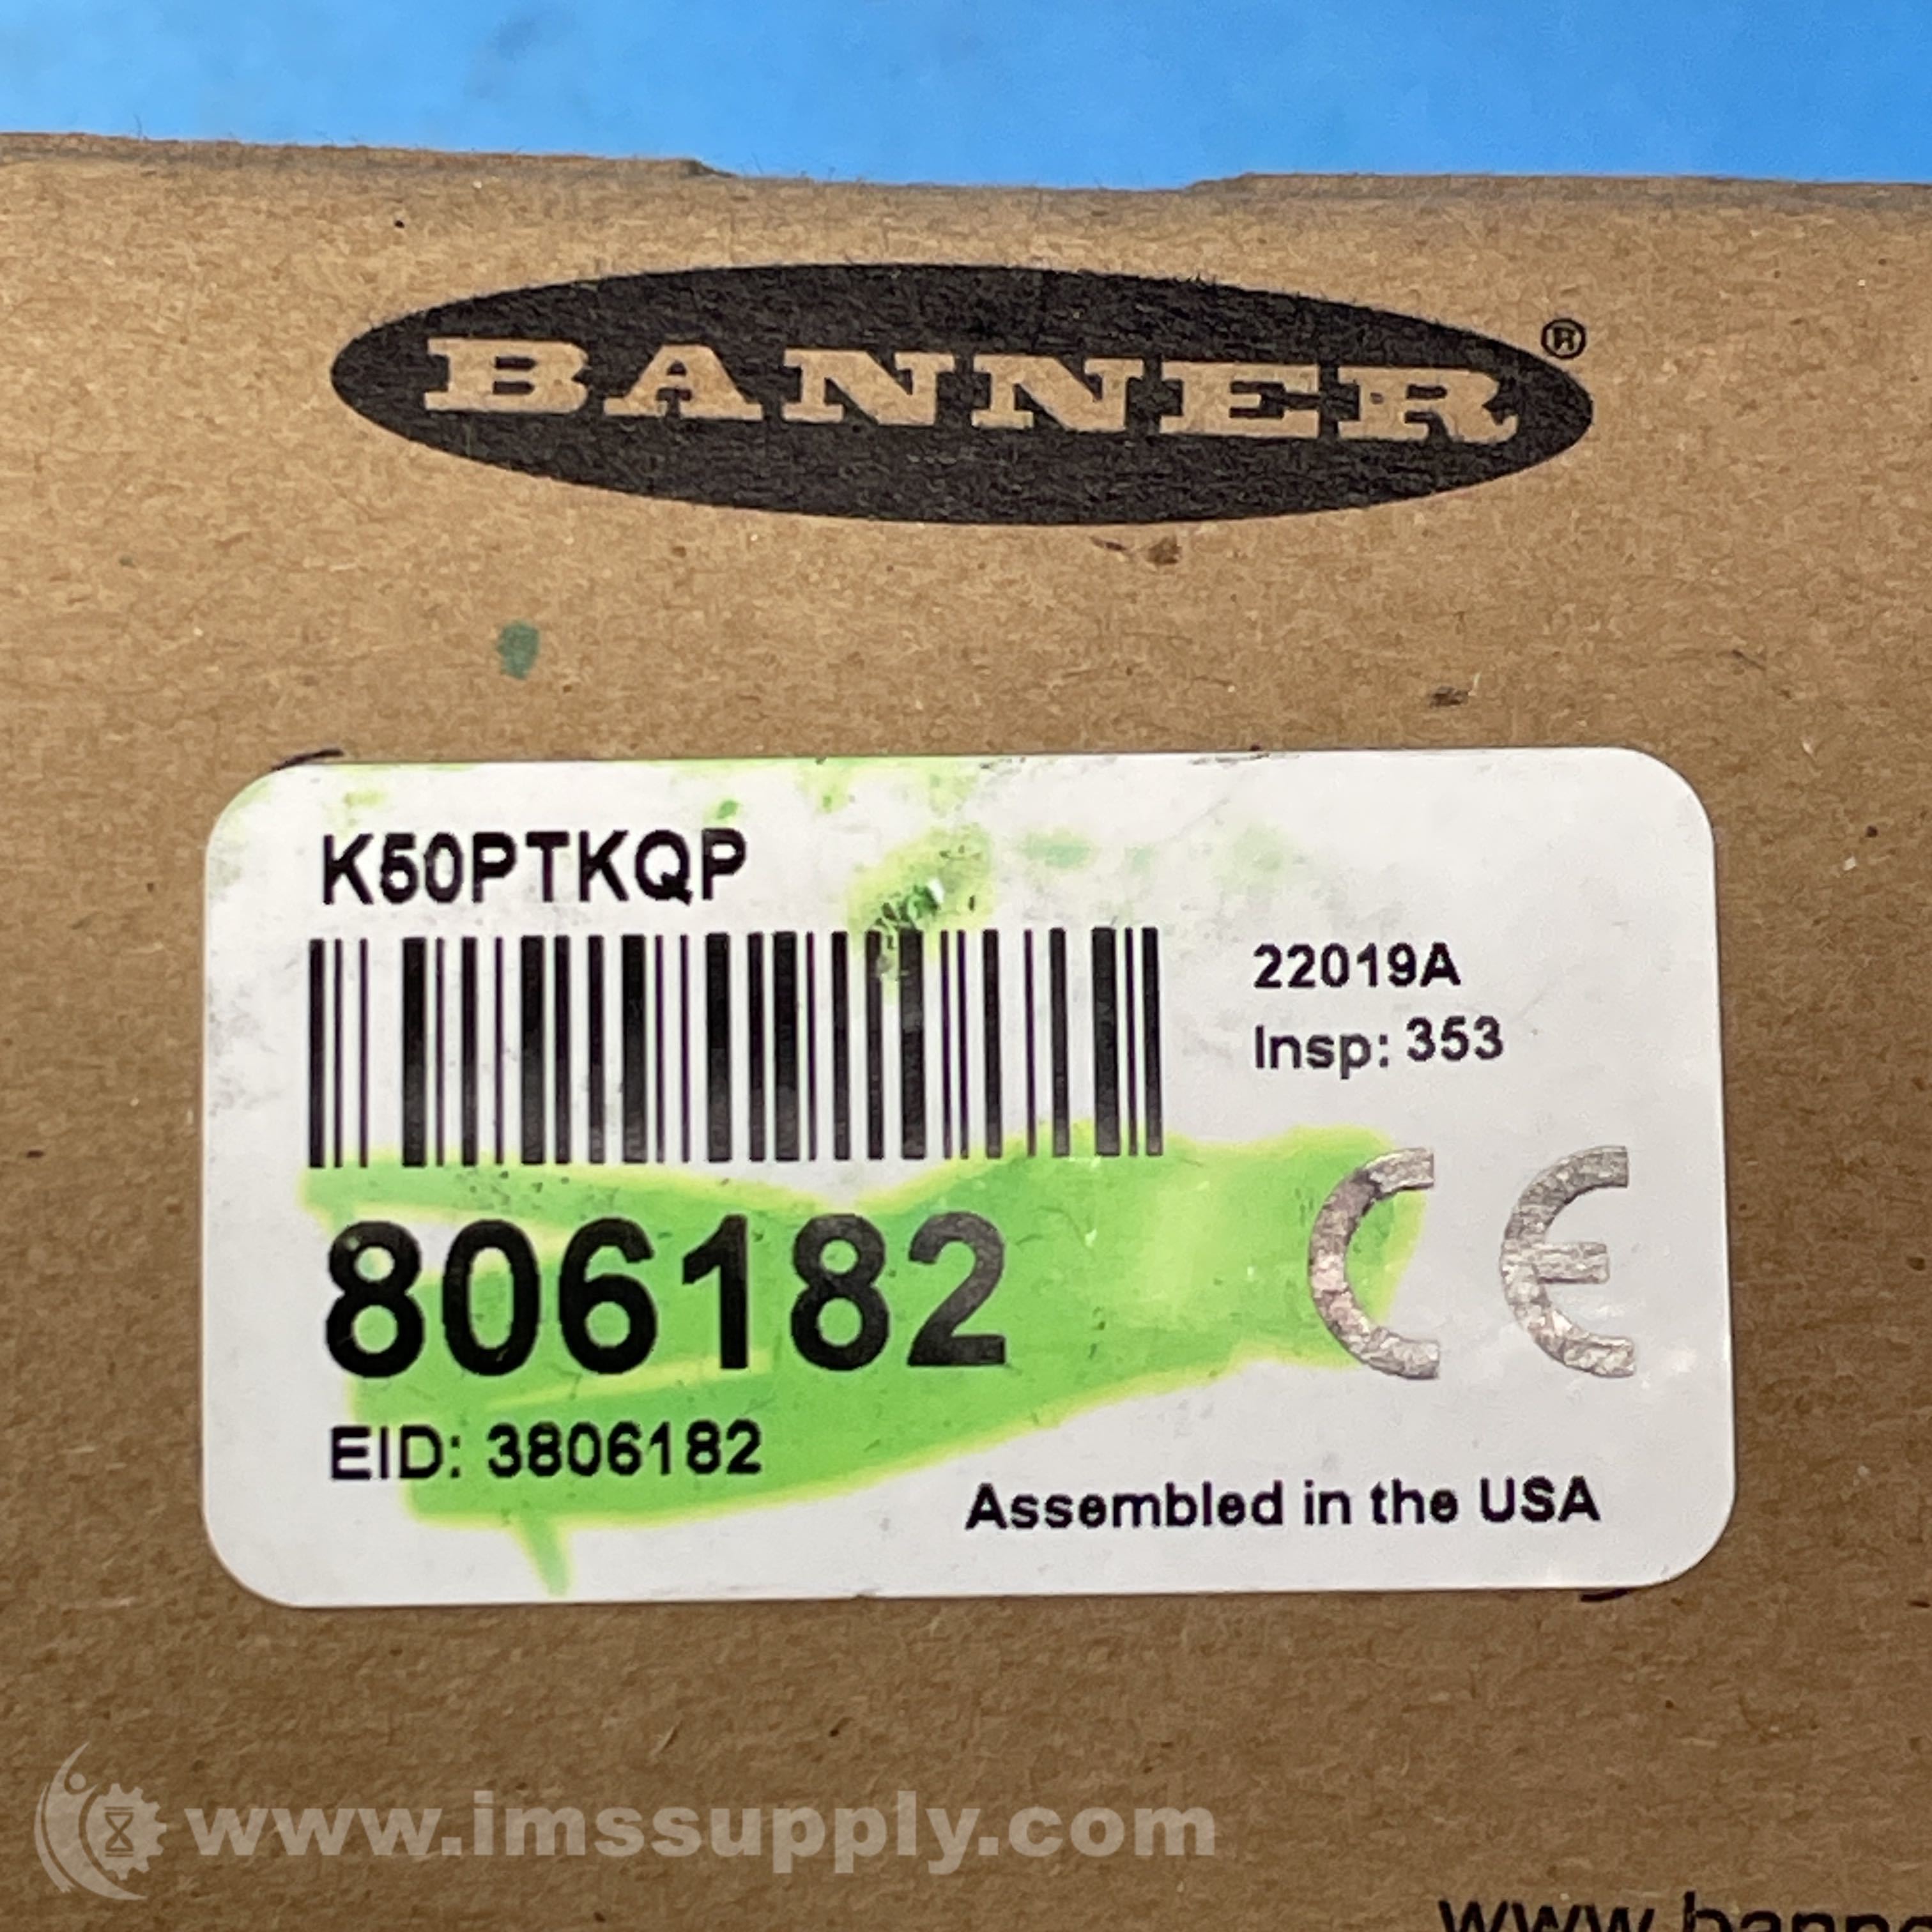 BANNER®
K50PTKQP
22019A
Insp: 353
CE
806182
EID: 3806182
Assembled in the USA
www.imssupply.com